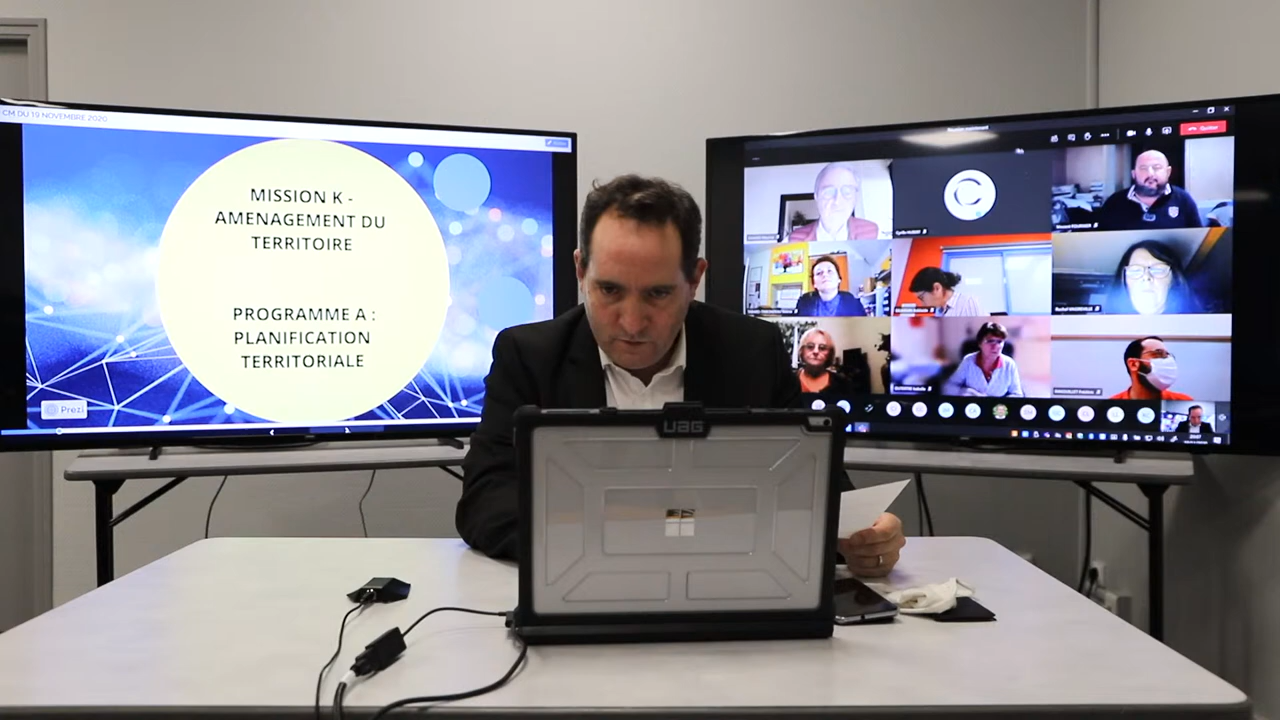 CM DU 19 NOVEMBRE 2020
MISSION K -
AMENAGEMENT DU
TERRITOIRE
PROGRAMME A :
PLANIFICATION
TERRITORIALE
Prezi
Quitter
C
UAG